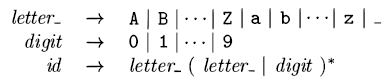 letter_ → A | B | ··· | Z | a | b | ··· | z | _
digit → 0 | 1 | ··· | 9
id → letter_ ( letter_ | digit )*